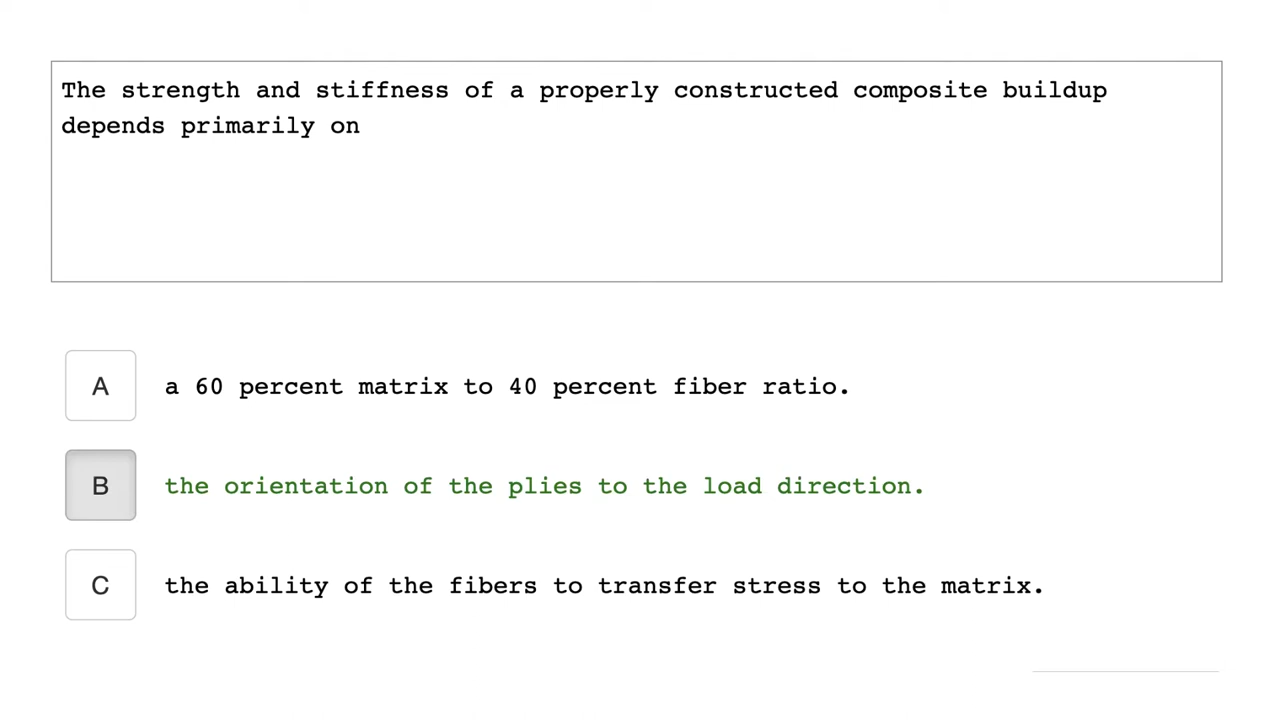 The strength and stiffness of a properly constructed composite buildup
depends primarily on
A a 60 percent matrix to 40 percent fiber ratio.
B the orientation of the plies to the load direction.
C the ability of the fibers to transfer stress to the matrix.